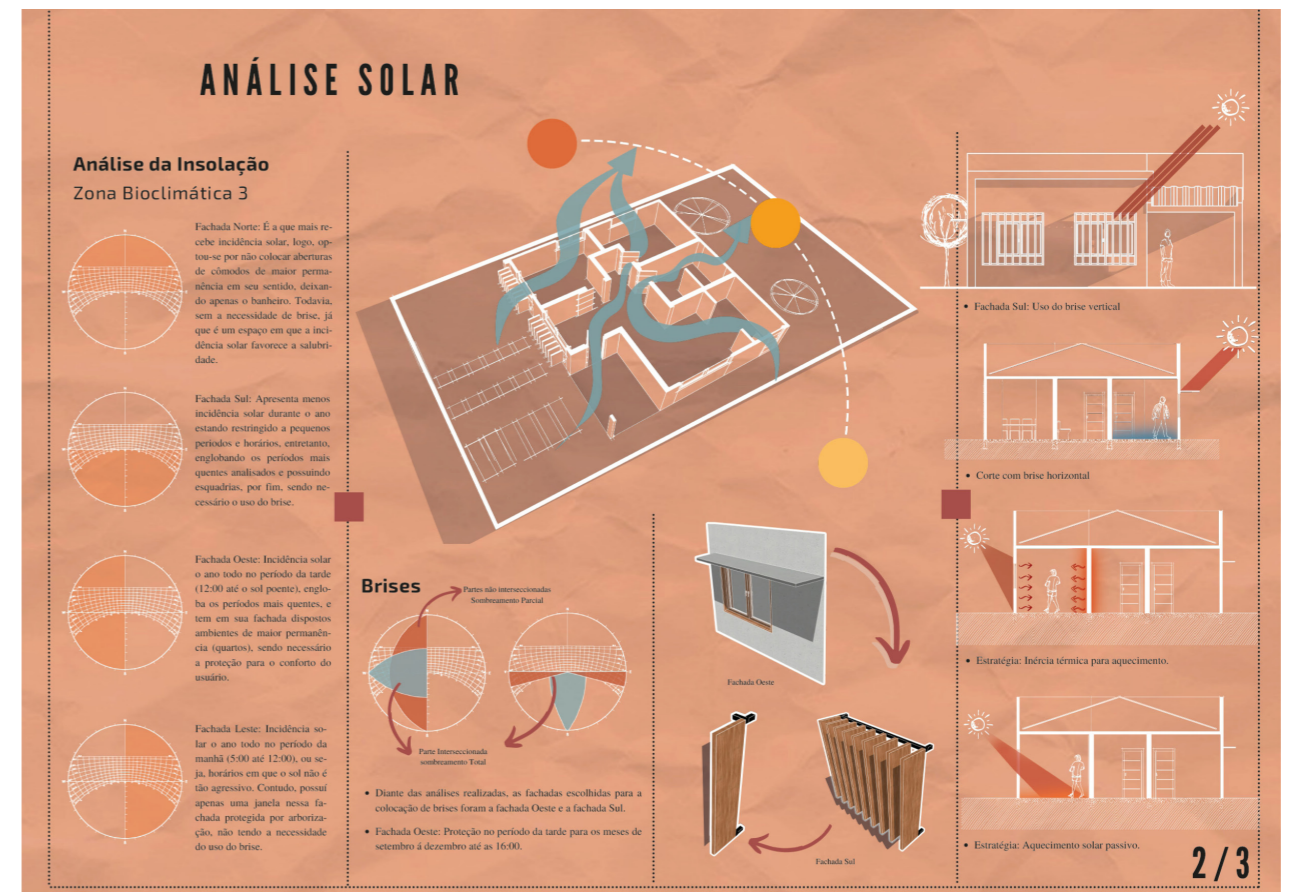 ANÁLISE SOLAR
Análise da Insolação
Zona Bioclimática 3
Fachada Norte: É a que mais re-
cebe incidência solar, logo, op-
tou-se por não colocar aberturas
de cômodos de maior perma-
nência em seu sentido, deixan-
do apenas o banheiro. Todavia,
sem a necessidade de brise, já
que é um espaço em que a inci-
dência solar favorece a salubri-
dade.
Fachada Sul: Apresenta menos
incidência solar durante o ano
estando restringido a pequenos
períodos e horários, entretanto,
englobando os períodos mais
quentes analisados e possuindo
esquadrias, por fim, sendo ne-
cessário o uso do brise.
Fachada Oeste: Incidência solar
o ano todo no período da tarde
(12:00 até o sol poente), englo-
ba os períodos mais quentes, e
tem em sua fachada dispostos
ambientes de maior permanên-
cia (quartos), sendo necessário
a proteção para o conforto do
usuário.
Fachada Leste: Incidência so-
lar o ano todo no período da
manhã (5:00 até 12:00), ou se-
ja, horários em que o sol não é
tão agressivo. Contudo, possuí
apenas uma janela nessa fa-
chada protegida por arboriza-
ção, não tendo a necessidade
do uso do brise.
Brises
Partes não interseccionadas
Sombreamento Parcial
Parte Interseccionada
sombreamento Total
• Diante das análises realizadas, as fachadas escolhidas para a
colocação de brises foram a fachada Oeste e a fachada Sul.
• Fachada Oeste: Proteção no período da tarde para os meses de
setembro á dezembro até as 16:00.
Fachada Oeste
Fachada Sul
• Fachada Sul: Uso do brise vertical
• Corte com brise horizontal
• Estratégia: Inércia térmica para aquecimento.
• Estratégia: Aquecimento solar passivo.
2/3